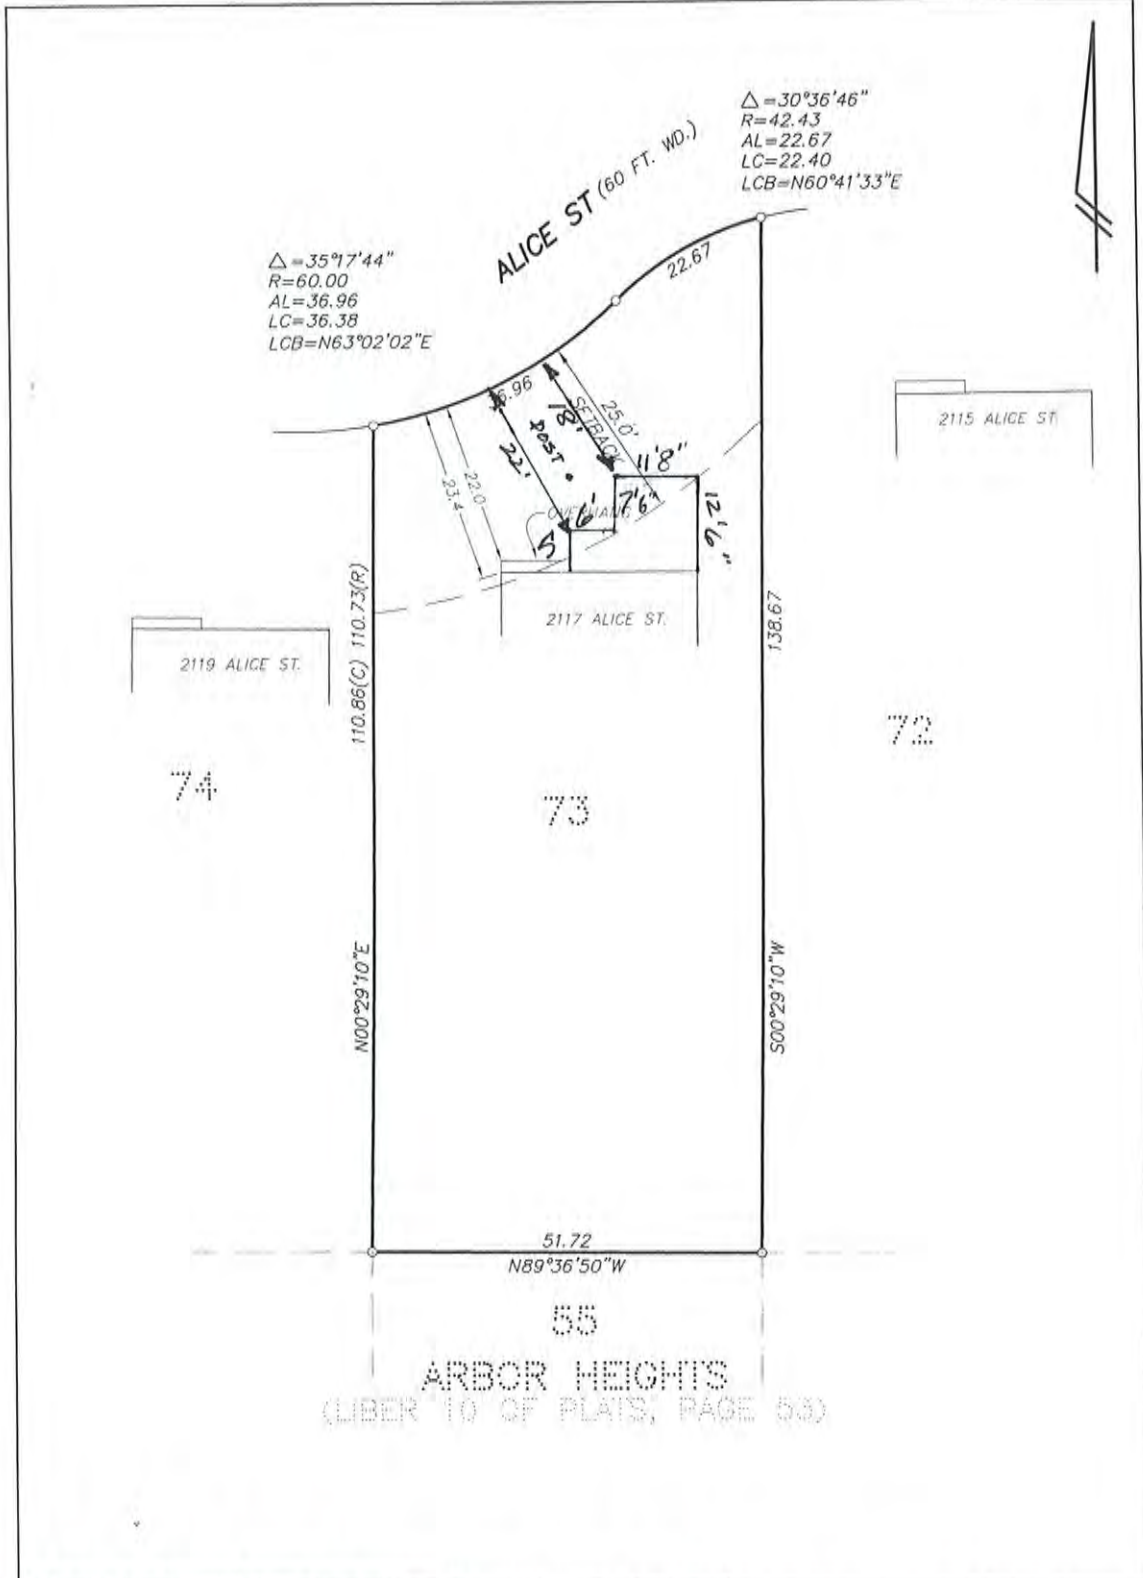 △=30°36'46"
R=42.43
AL=22.67
LC=22.40
LCB=N60°41'33"E
ALICE ST (60 FT. WD.)
△=35°17'44"
R=60.00
AL=36.96
LC=36.38
LCB=N63°02'02"E
22.67
36.96
2115 ALICE ST.
25.0'
SETBACK
18'
POST
22'
11'8"
22.0
23.4
7'6"
6'
OVERHANG
5'
12'6"
2117 ALICE ST.
2119 ALICE ST.
110.86(C) 110.73(R)
138.67
72
74
73
N00°29'10"E
S00°29'10"W
51.72
N89°36'50"W
55
ARBOR HEIGHTS
(LIBER 10 OF PLATS, PAGE 53)